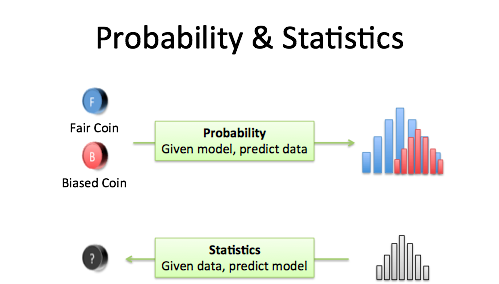 Probability & Statistics
F
Fair Coin
B
Biased Coin
Probability
Given model, predict data
?
Statistics
Given data, predict model